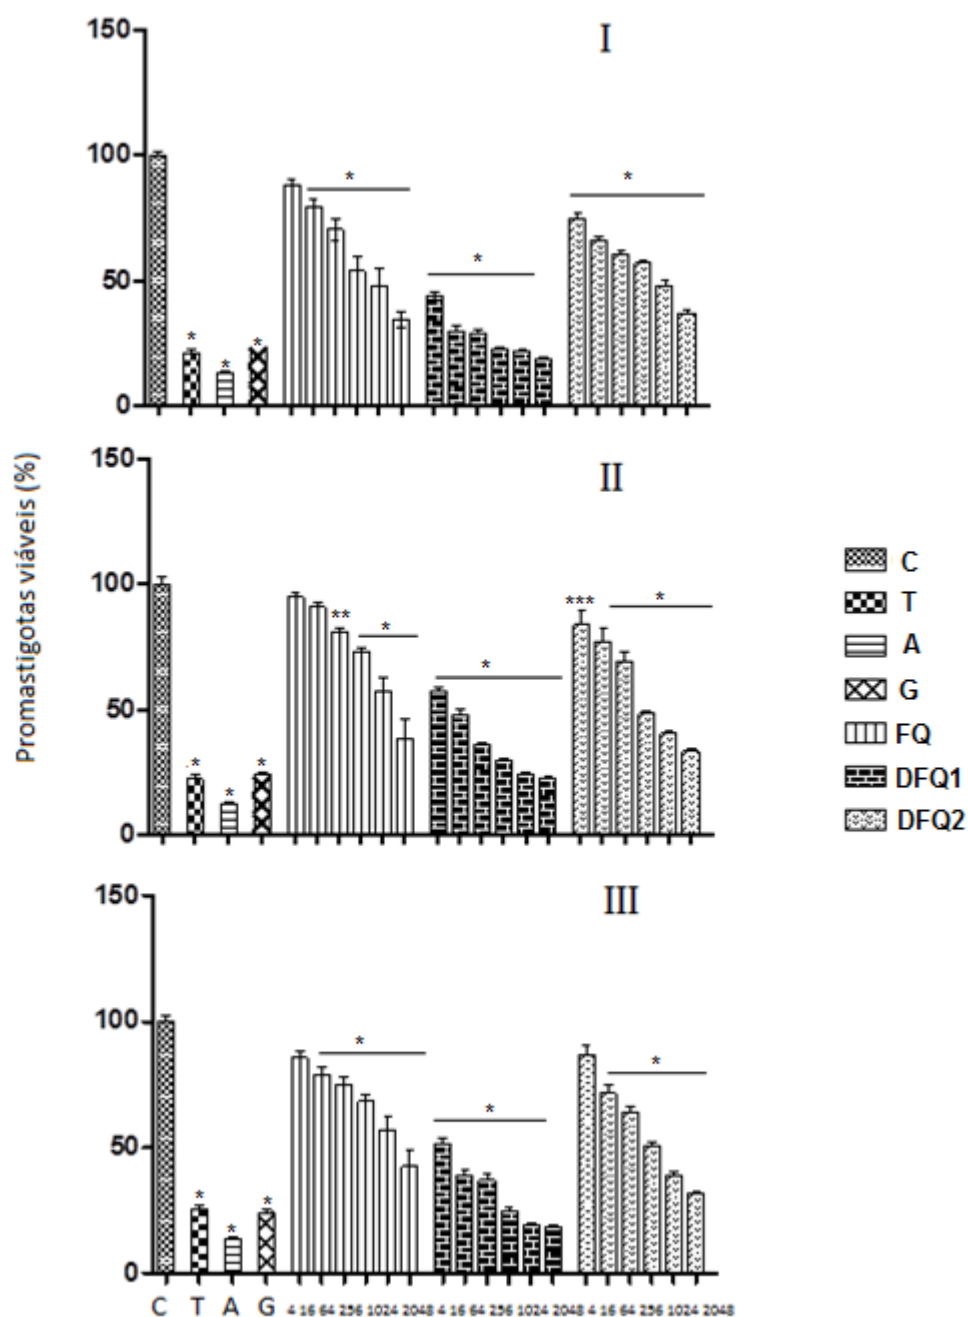 150
I
100
*
*
*
50
* * *
0
150
II
100
***
*
**
*
*
50
* * *
0
150
III
100
*
*
*
50
* * *
0
C T A G 4 16 64 256 1024 2048 4 16 64 256 1024 2048 4 16 64 256 1024 2048
Promastigotas viáveis (%)
C
T
A
G
FQ
DFQ1
DFQ2